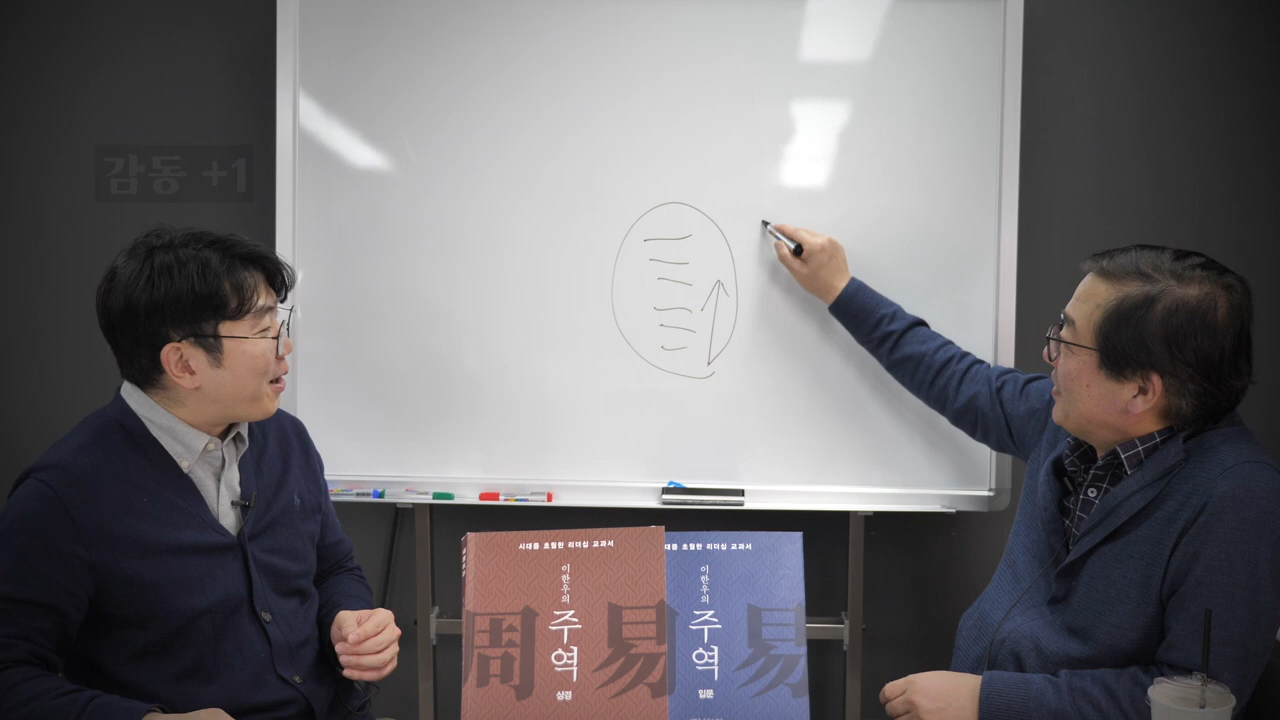 감동 +1
시대를 초월한 리더십 교과서
이한우의
주역
周易
상경
대를 초월한 리더십 교과서
이한우의
주역
易
입문